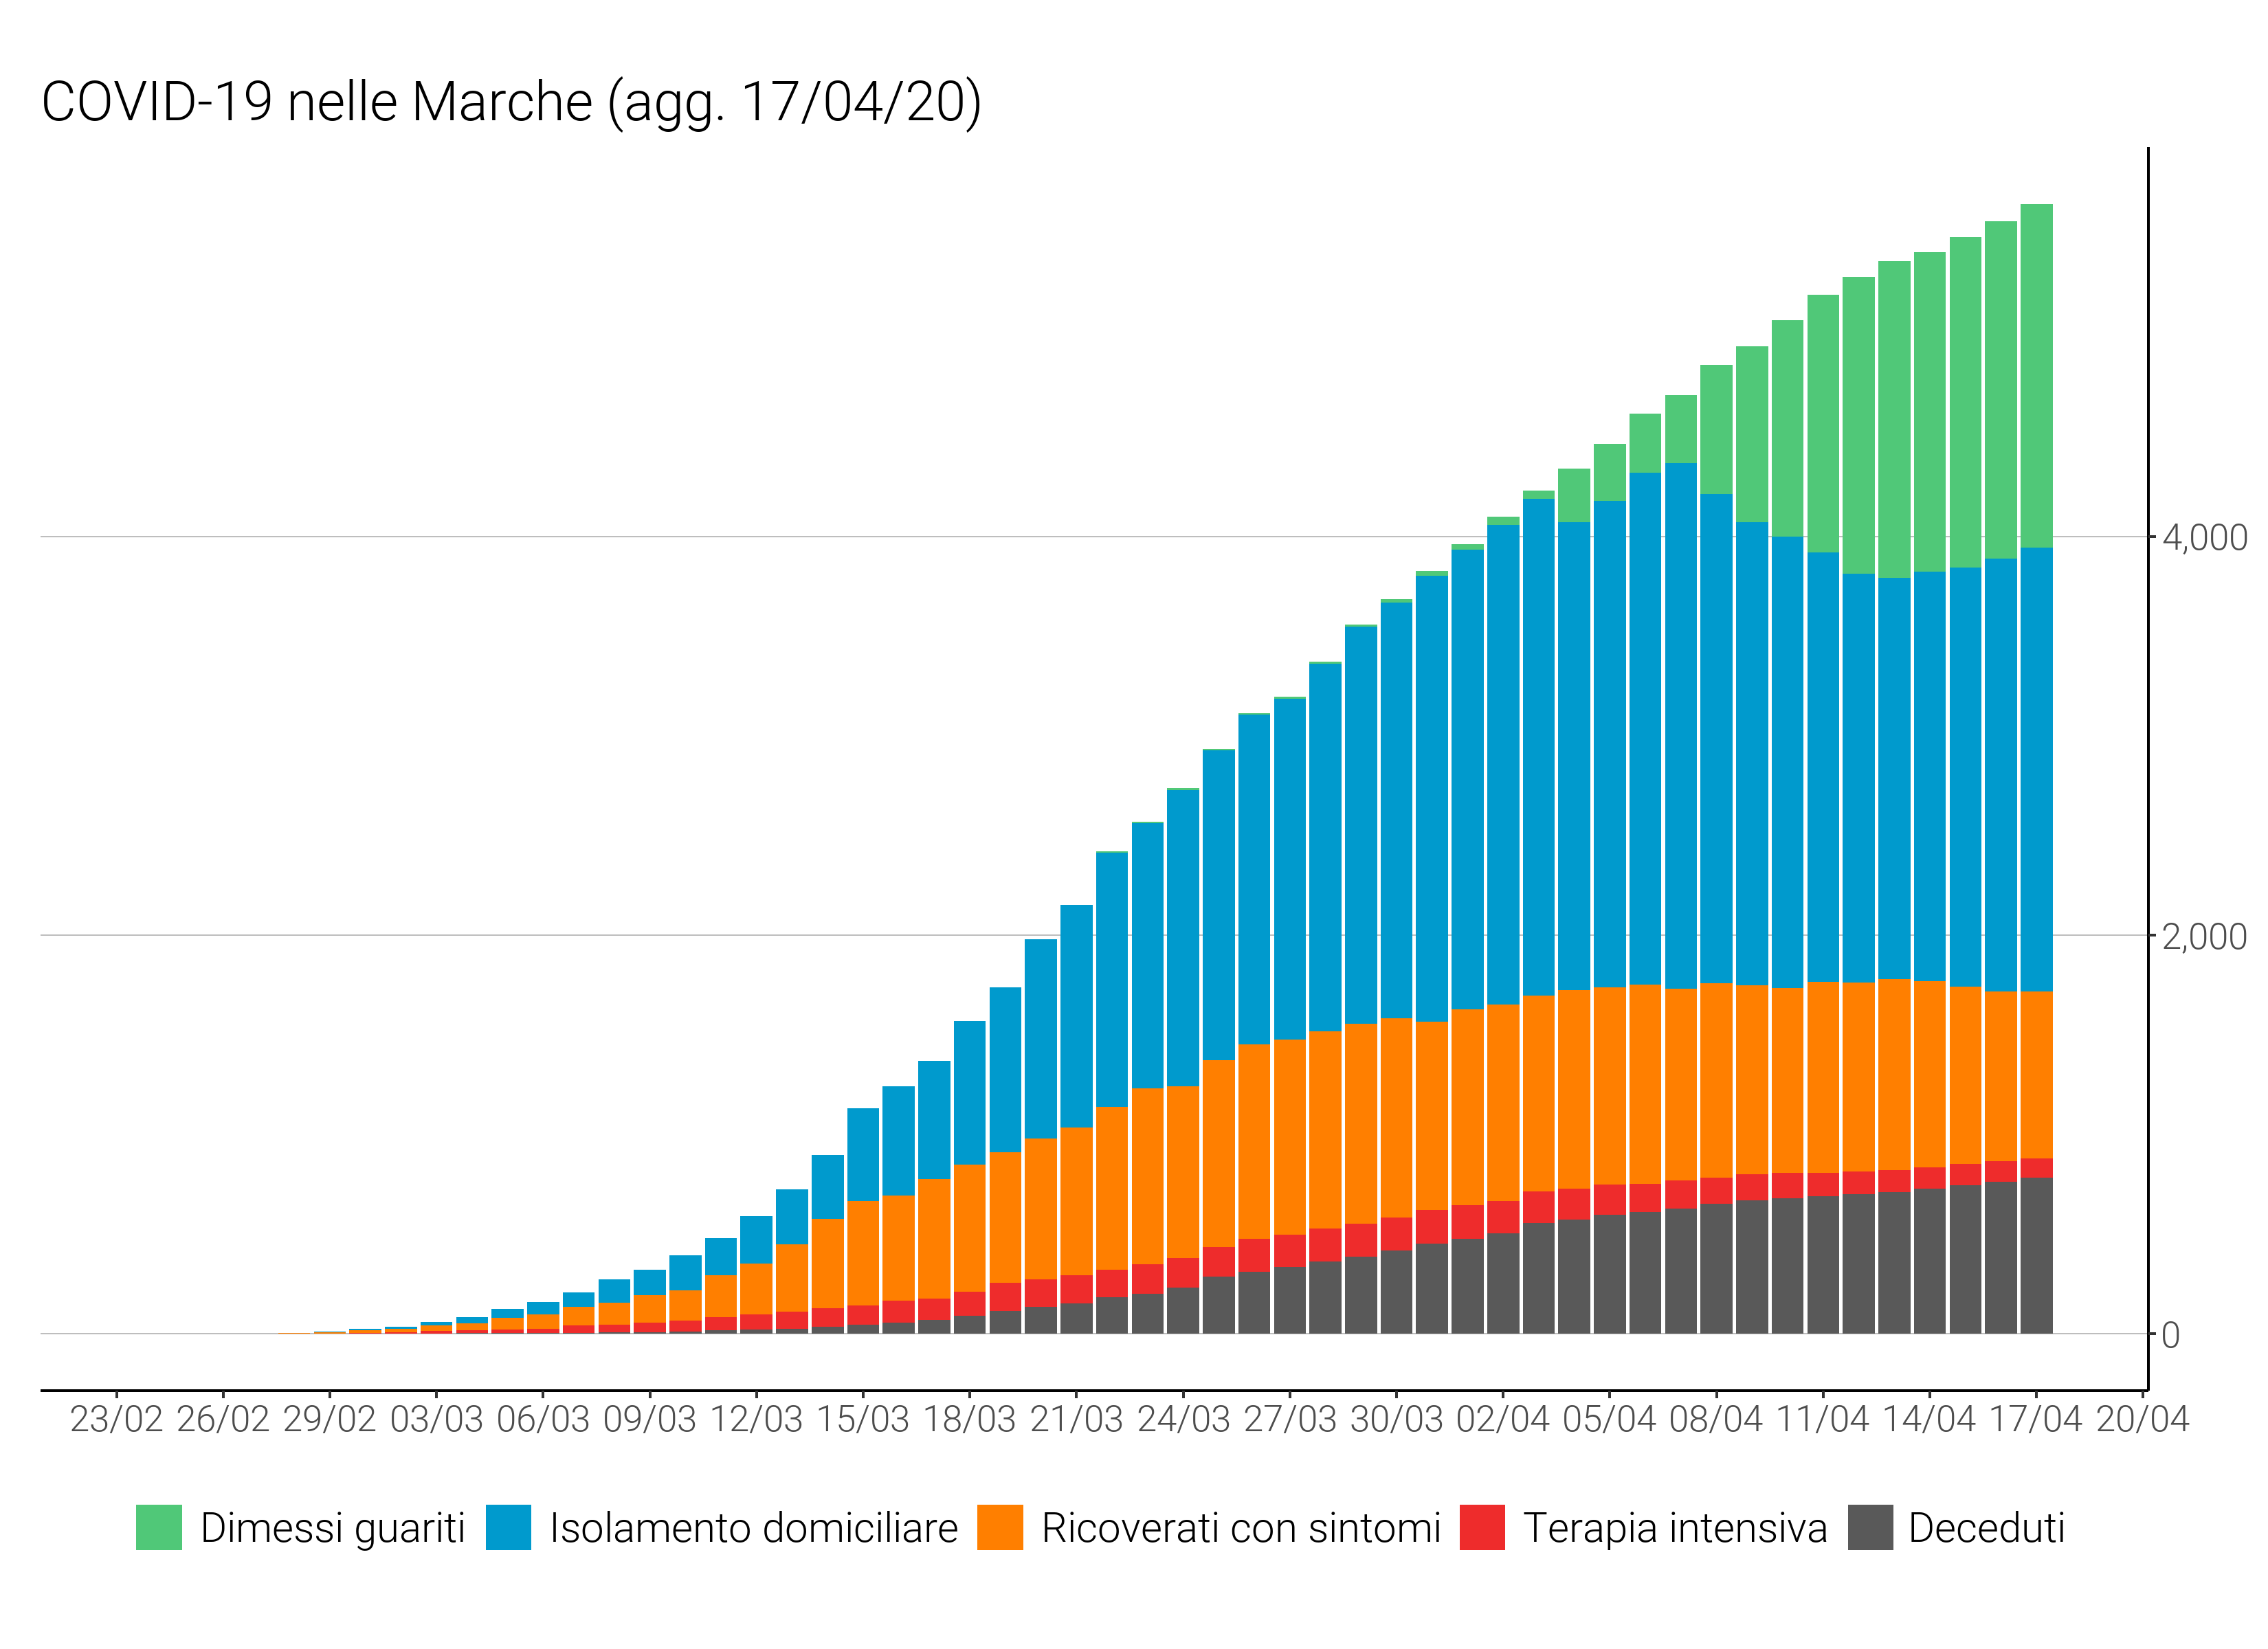 COVID-19 nelle Marche (agg. 17/04/20)
4,000
2,000
0
23/02 26/02 29/02 03/03 06/03 09/03 12/03 15/03 18/03 21/03 24/03 27/03 30/03 02/04 05/04 08/04 11/04 14/04 17/04 20/04
Dimessi guariti Isolamento domiciliare Ricoverati con sintomi Terapia intensiva Deceduti